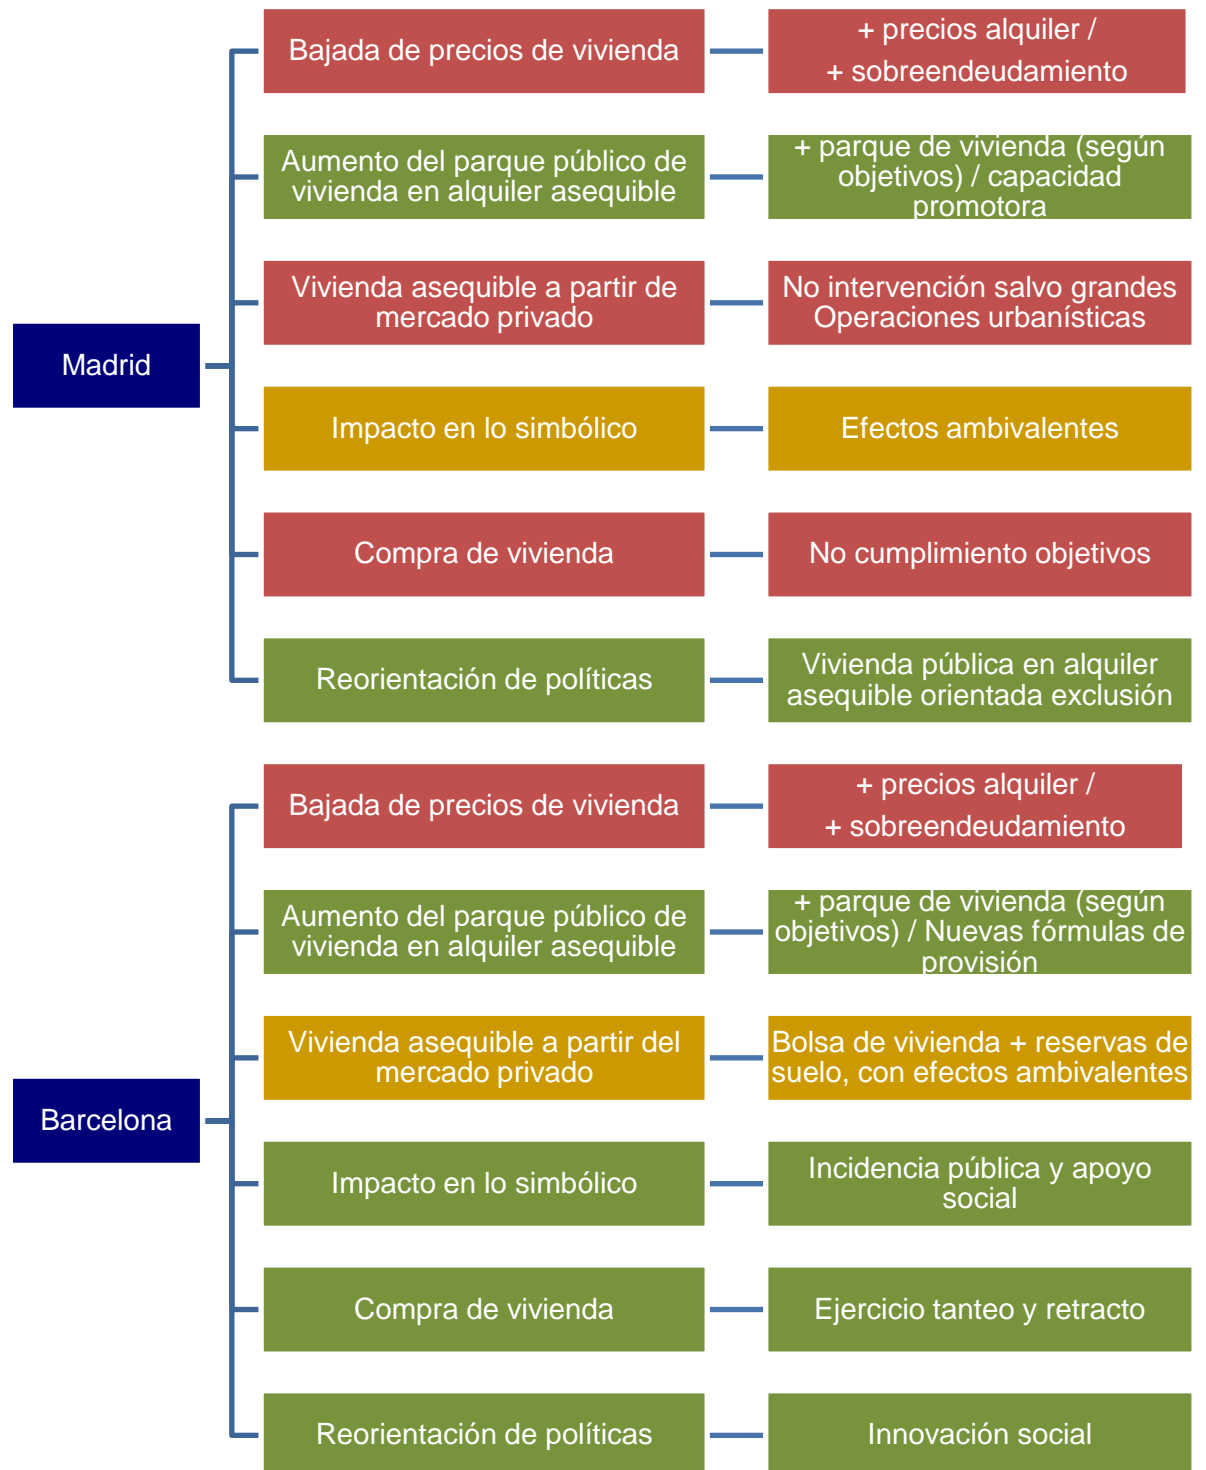 Madrid
Bajada de precios de vivienda
+ precios alquiler /
+ sobreendeudamiento
Aumento del parque público de
vivienda en alquiler asequible
+ parque de vivienda (según
objetivos) / capacidad
promotora
Vivienda asequible a partir de
mercado privado
No intervención salvo grandes
Operaciones urbanísticas
Impacto en lo simbólico
Efectos ambivalentes
Compra de vivienda
No cumplimiento objetivos
Reorientación de políticas
Vivienda pública en alquiler
asequible orientada exclusión
Barcelona
Bajada de precios de vivienda
+ precios alquiler /
+ sobreendeudamiento
Aumento del parque público de
vivienda en alquiler asequible
+ parque de vivienda (según
objetivos) / Nuevas fórmulas de
provisión
Vivienda asequible a partir del
mercado privado
Bolsa de vivienda + reservas de
suelo, con efectos ambivalentes
Impacto en lo simbólico
Incidencia pública y apoyo
social
Compra de vivienda
Ejercicio tanteo y retracto
Reorientación de políticas
Innovación social